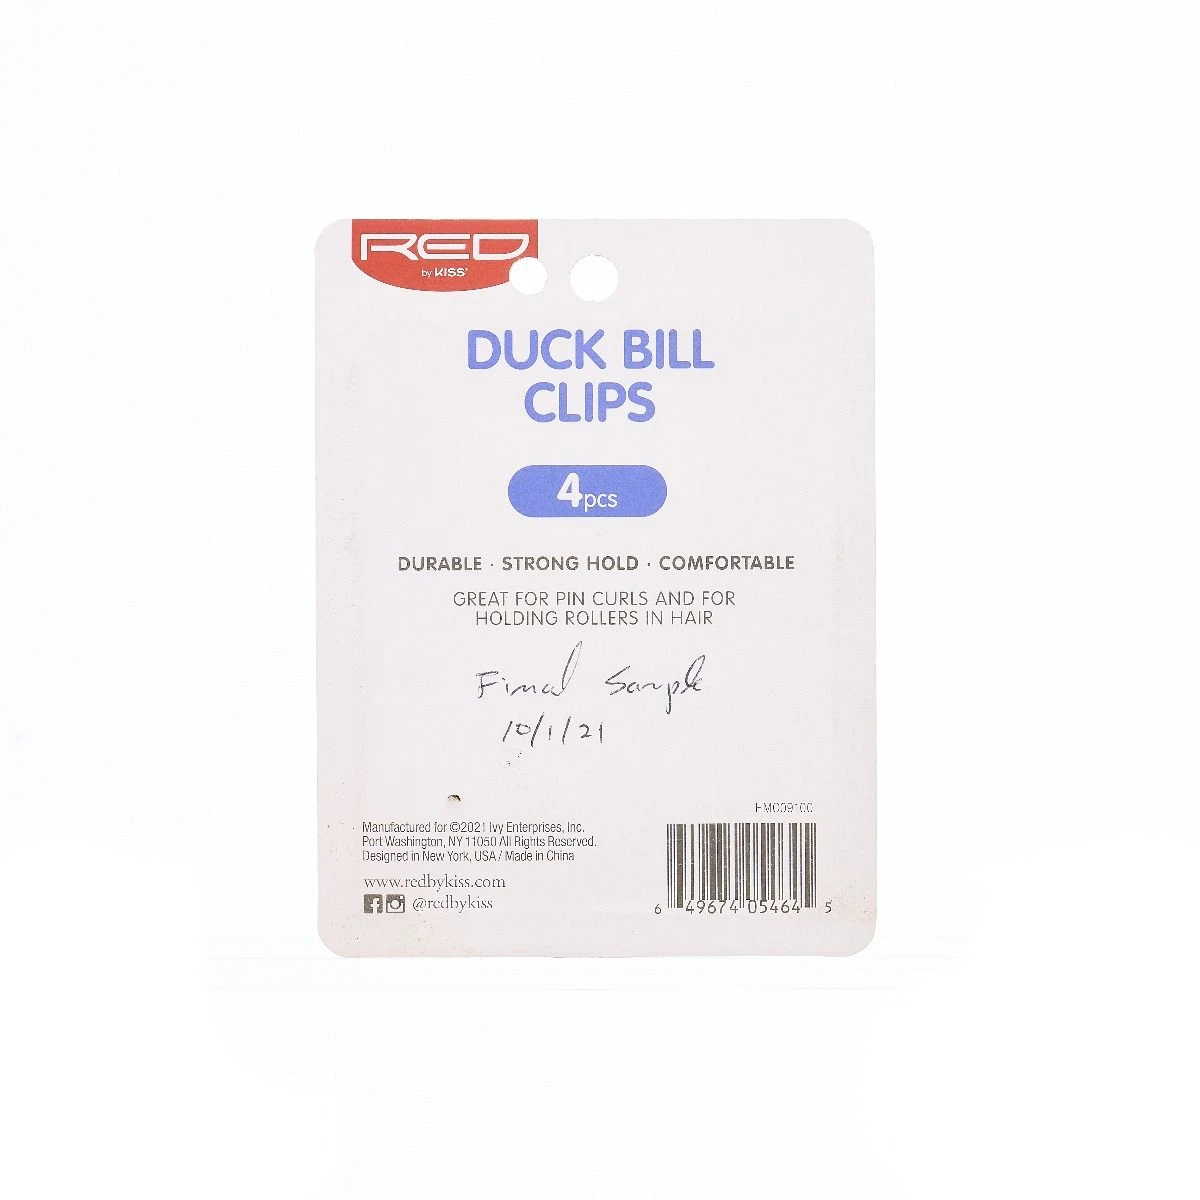 RED
by KISS®
DUCK BILL
CLIPS
4pcs
DURABLE · STRONG HOLD · COMFORTABLE
GREAT FOR PIN CURLS AND FOR
HOLDING ROLLERS IN HAIR
Final Sample
10/1/21
Manufactured for ©2021 Ivy Enterprises, Inc.
Port Washington, NY 11050 All Rights Reserved.
Designed in New York, USA / Made in China
www.redbykiss.com
@redbykiss
6 49674 05464 5